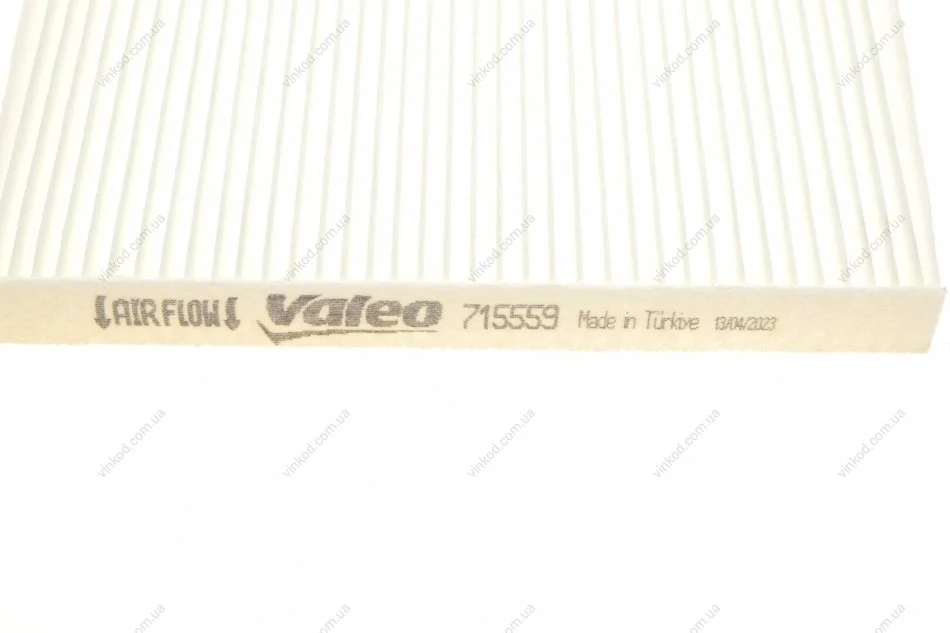 AIR FLOW Valeo 715559 Made in Türkiye 13/04/2023
vinkod.com.ua